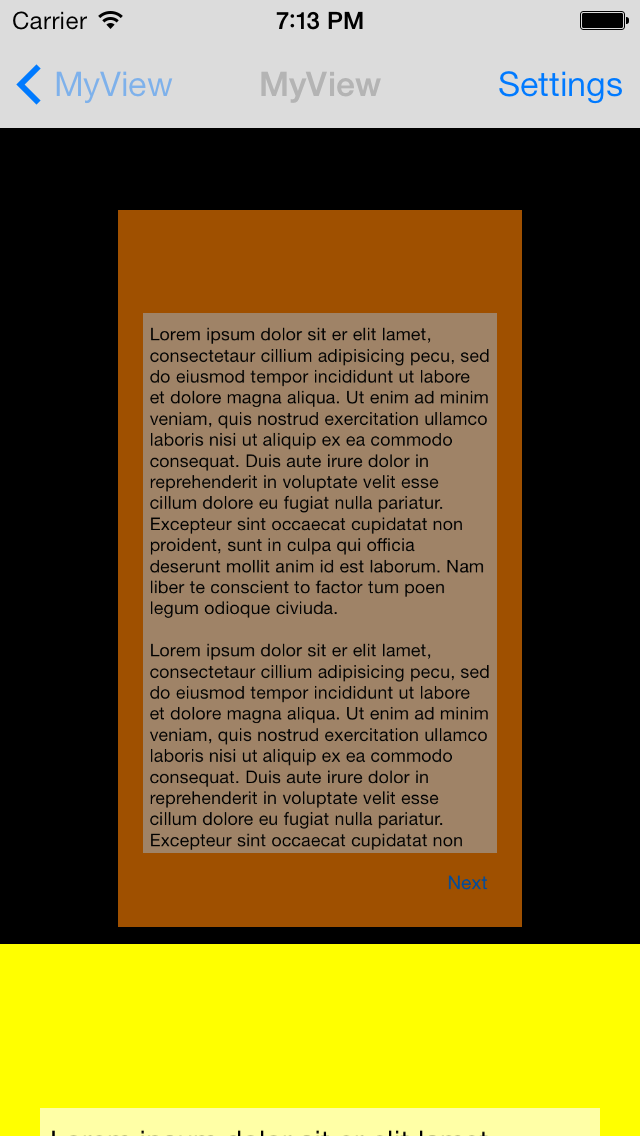 Carrier 7:13 PM
MyView MyView Settings
Lorem ipsum dolor sit er elit lamet,
consectetaur cillium adipisicing pecu, sed
do eiusmod tempor incididunt ut labore
et dolore magna aliqua. Ut enim ad minim
veniam, quis nostrud exercitation ullamco
laboris nisi ut aliquip ex ea commodo
consequat. Duis aute irure dolor in
reprehenderit in voluptate velit esse
cillum dolore eu fugiat nulla pariatur.
Excepteur sint occaecat cupidatat non
proident, sunt in culpa qui officia
deserunt mollit anim id est laborum. Nam
liber te conscient to factor tum poen
legum odioque civiuda.
Lorem ipsum dolor sit er elit lamet,
consectetaur cillium adipisicing pecu, sed
do eiusmod tempor incididunt ut labore
et dolore magna aliqua. Ut enim ad minim
veniam, quis nostrud exercitation ullamco
laboris nisi ut aliquip ex ea commodo
consequat. Duis aute irure dolor in
reprehenderit in voluptate velit esse
cillum dolore eu fugiat nulla pariatur.
Excepteur sint occaecat cupidatat non
Next
Lorem ipsum dolor sit er elit lamet